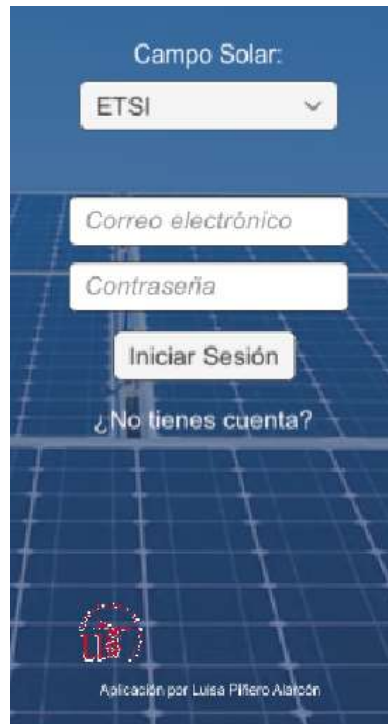 Campo Solar:
ETSI
Correo electrónico
Contraseña
Iniciar Sesión
¿No tienes cuenta?
Aplicación por Luisa Piñero Alarcón